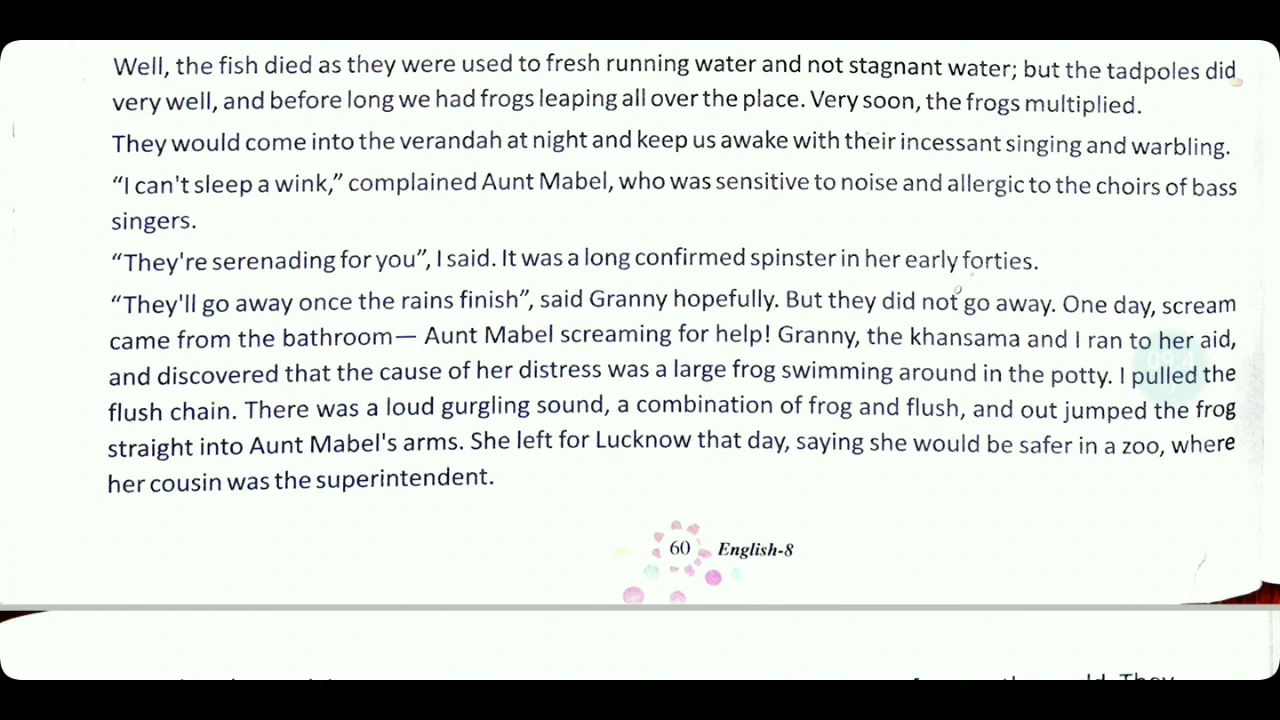 Well, the fish died as they were used to fresh running water and not stagnant water; but the tadpoles did
very well, and before long we had frogs leaping all over the place. Very soon, the frogs multiplied.
They would come into the verandah at night and keep us awake with their incessant singing and warbling.
“I can't sleep a wink,” complained Aunt Mabel, who was sensitive to noise and allergic to the choirs of bass
singers.
“They're serenading for you”, I said. It was a long confirmed spinster in her early forties.
“They'll go away once the rains finish”, said Granny hopefully. But they did not go away. One day, scream
came from the bathroom— Aunt Mabel screaming for help! Granny, the khansama and I ran to her aid,
and discovered that the cause of her distress was a large frog swimming around in the potty. I pulled the
flush chain. There was a loud gurgling sound, a combination of frog and flush, and out jumped the frog
straight into Aunt Mabel's arms. She left for Lucknow that day, saying she would be safer in a zoo, where
her cousin was the superintendent.
60 English-8